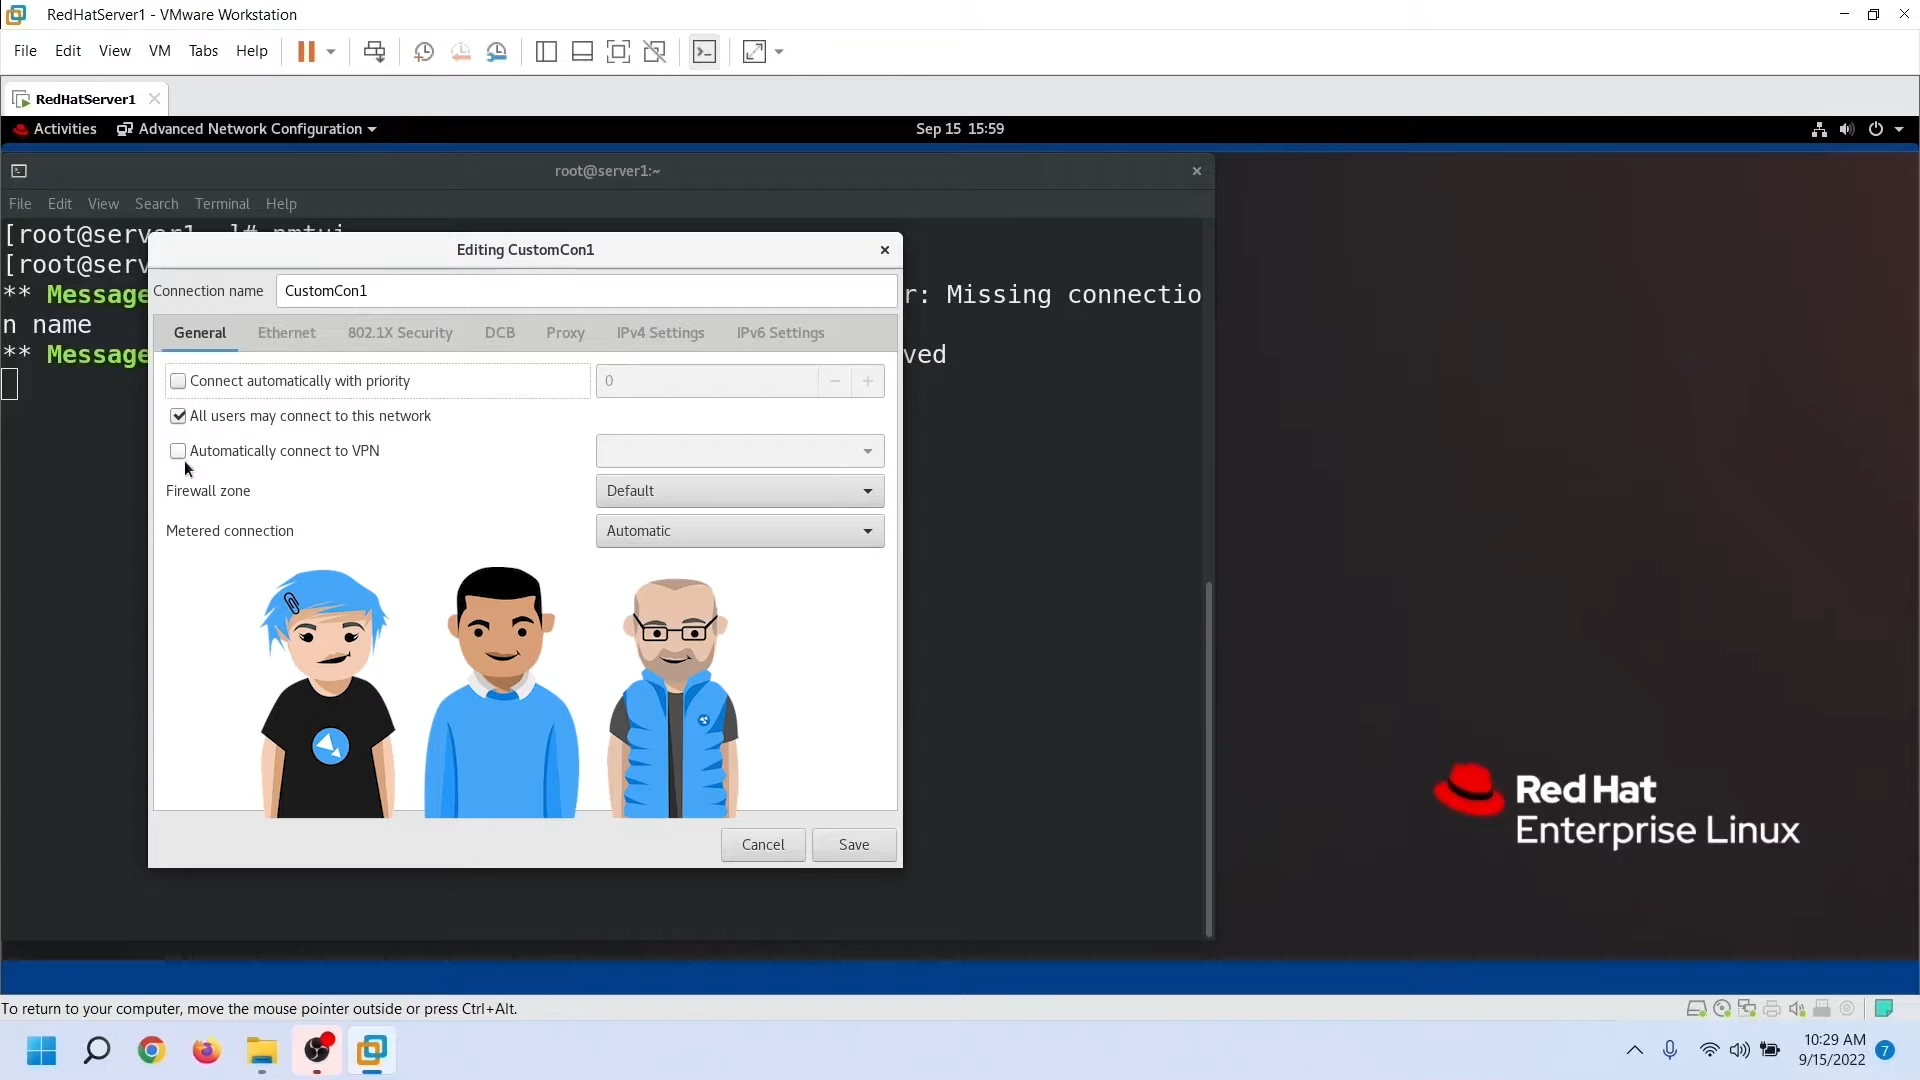 RedHatServer1 - VMware Workstation
File Edit View VM Tabs Help
RedHatServer1
Activities Advanced Network Configuration Sep 15 15:59
root@server1:~
File Edit View Search Terminal Help
[root@server1 ~]# nmtui
[root@serv
** Message r: Missing connectio
n name
** Message ved
Editing CustomCon1
Connection name CustomCon1
General Ethernet 802.1X Security DCB Proxy IPv4 Settings IPv6 Settings
Connect automatically with priority 0
All users may connect to this network
Automatically connect to VPN
Firewall zone Default
Metered connection Automatic
Cancel Save
Red Hat
Enterprise Linux
To return to your computer, move the mouse pointer outside or press Ctrl+Alt.
10:29 AM
9/15/2022 7